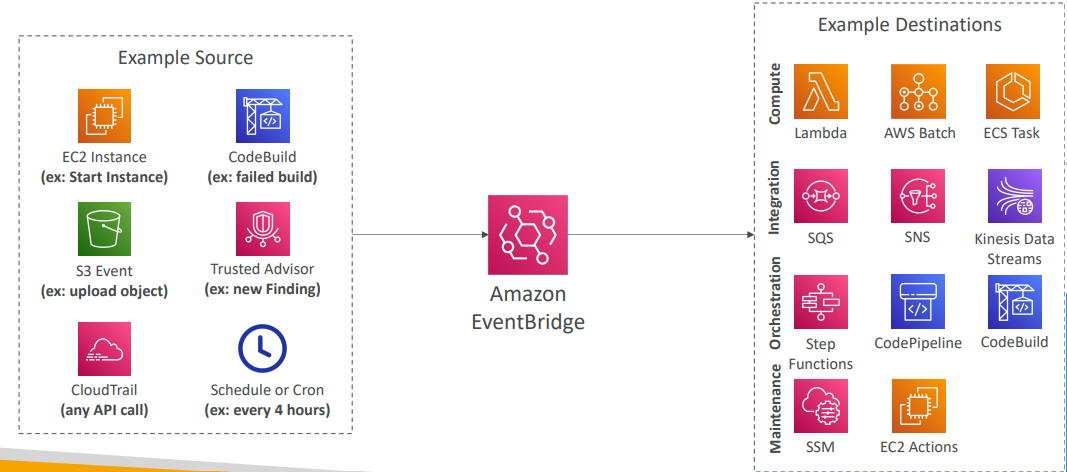 Example Source
EC2 Instance
(ex: Start Instance)
CodeBuild
(ex: failed build)
S3 Event
(ex: upload object)
Trusted Advisor
(ex: new Finding)
CloudTrail
(any API call)
Schedule or Cron
(ex: every 4 hours)
Amazon
EventBridge
Example Destinations
Compute
Lambda
AWS Batch
ECS Task
Integration
SQS
SNS
Kinesis Data
Streams
Orchestration
Step
Functions
CodePipeline
CodeBuild
Maintenance
SSM
EC2 Actions